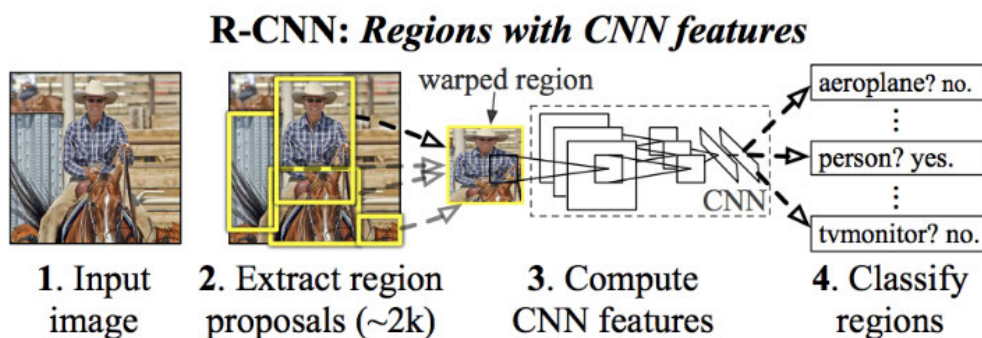 R-CNN: Regions with CNN features
warped region
aeroplane? no.
person? yes.
tvmonitor? no.
CNN
1. Input
image
2. Extract region
proposals (~2k)
3. Compute
CNN features
4. Classify
regions